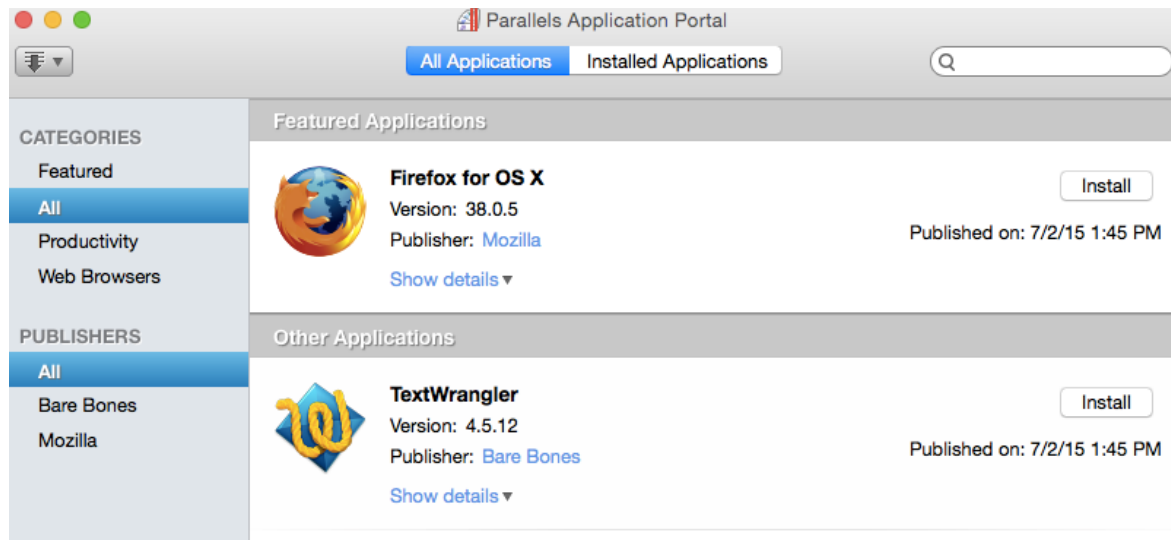 Parallels Application Portal
All Applications Installed Applications
CATEGORIES
Featured
All
Productivity
Web Browsers
PUBLISHERS
All
Bare Bones
Mozilla
Featured Applications
Firefox for OS X
Install
Version: 38.0.5
Publisher: Mozilla
Published on: 7/2/15 1:45 PM
Show details
Other Applications
TextWrangler
Install
Version: 4.5.12
Publisher: Bare Bones
Published on: 7/2/15 1:45 PM
Show details